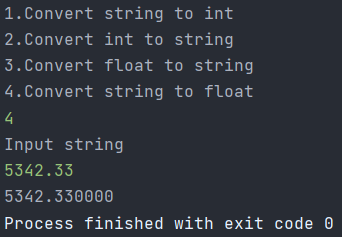 1.Convert string to int
2.Convert int to string
3.Convert float to string
4.Convert string to float
4
Input string
5342.33
5342.330000
Process finished with exit code 0